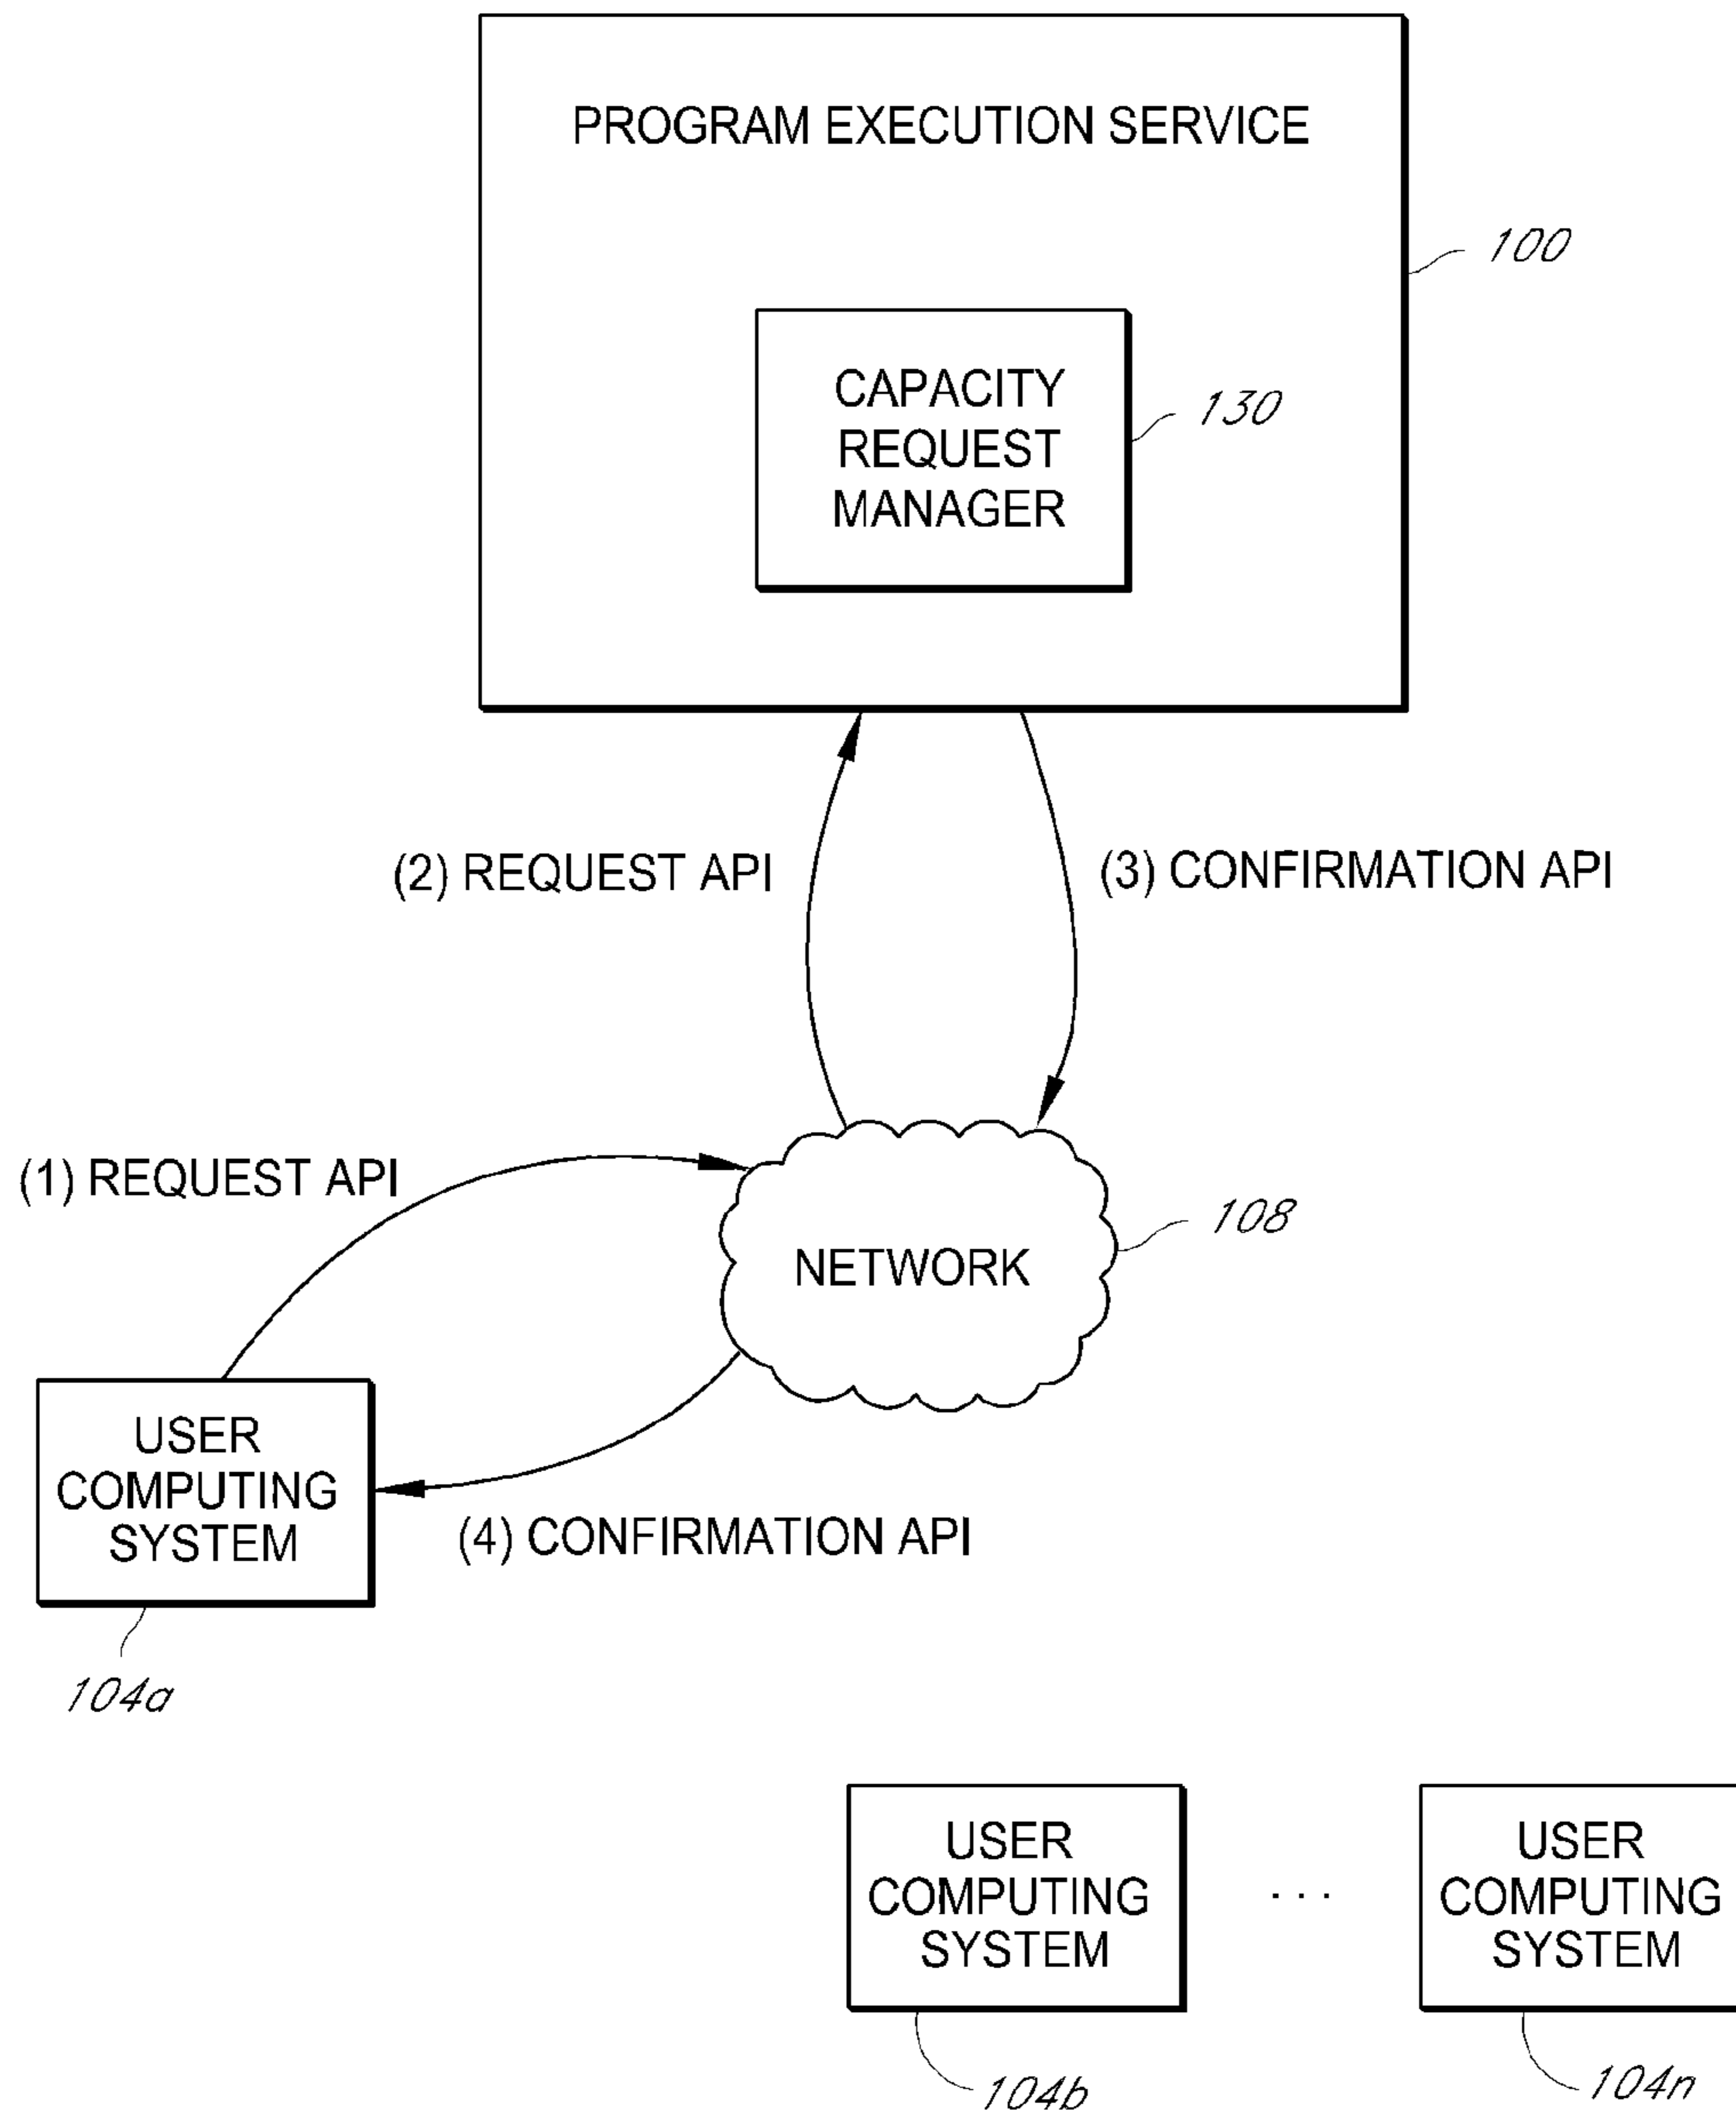 PROGRAM EXECUTION SERVICE
100
CAPACITY
REQUEST
MANAGER
130
(2) REQUEST API
(3) CONFIRMATION API
(1) REQUEST API
108
NETWORK
USER
COMPUTING
SYSTEM
(4) CONFIRMATION API
104a
USER
COMPUTING
SYSTEM
. . .
USER
COMPUTING
SYSTEM
104b
104n